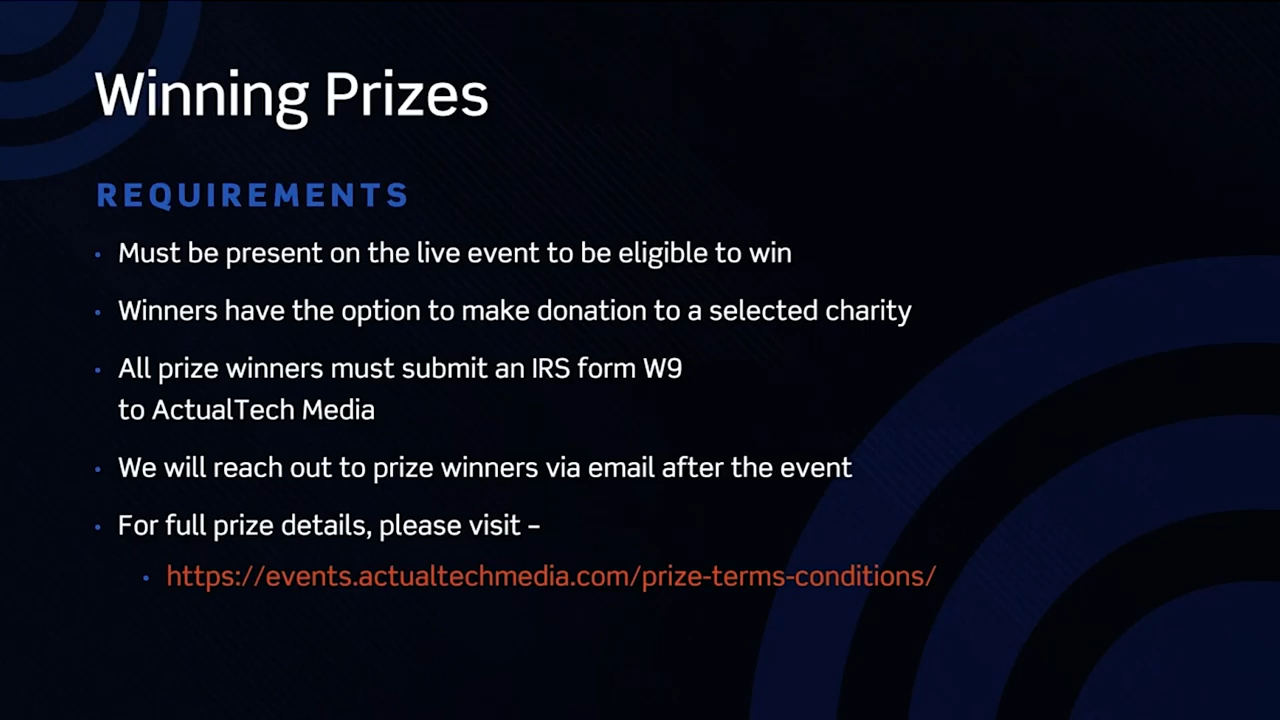 Winning Prizes
REQUIREMENTS
• Must be present on the live event to be eligible to win
• Winners have the option to make donation to a selected charity
• All prize winners must submit an IRS form W9
to ActualTech Media
• We will reach out to prize winners via email after the event
• For full prize details, please visit –
• https://events.actualtechmedia.com/prize-terms-conditions/